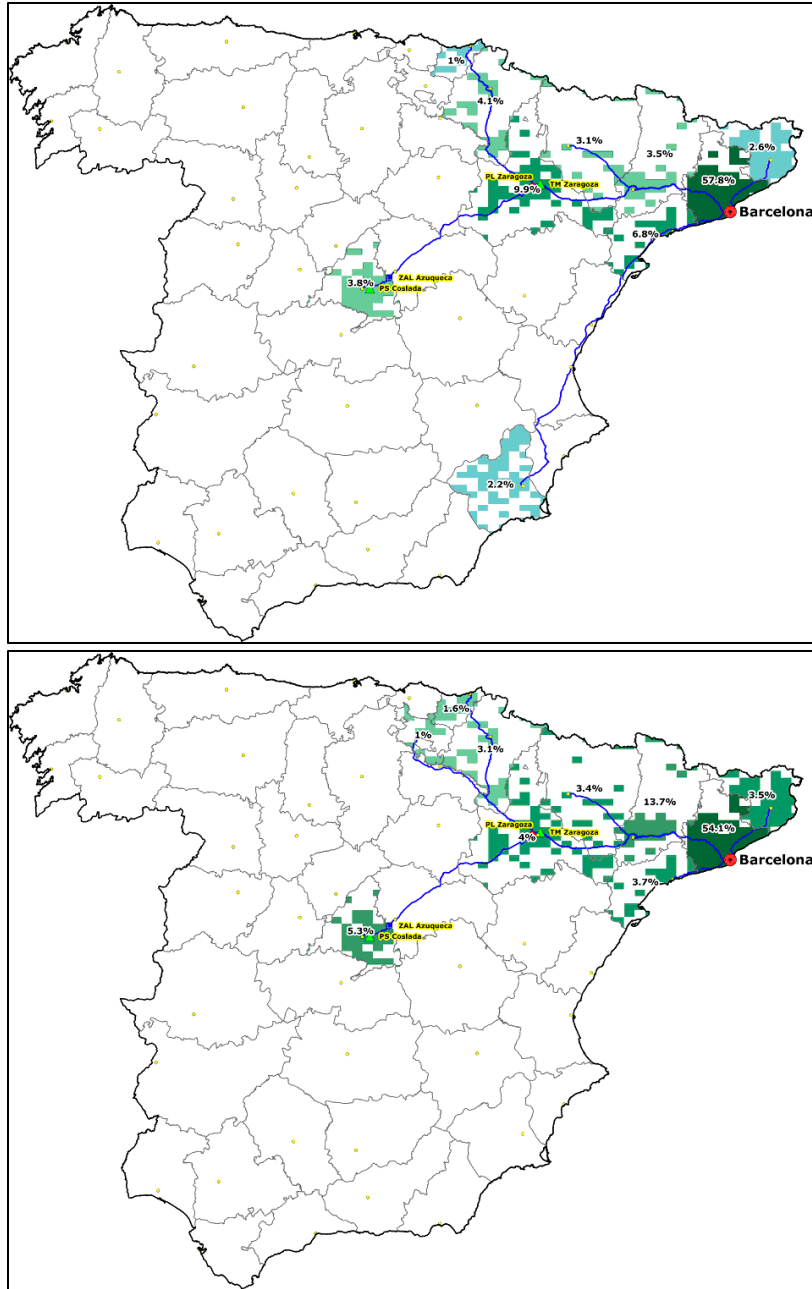 1%
4.1%
3.1%
3.5%
2.6%
57.8%
PL Zaragoza
TM Zaragoza
9.9%
Barcelona
6.8%
ZAL Azuqueca
3.8%
PS Coslada
2.2%
1.6%
1%
3.1%
3.4%
13.7%
3.5%
PL Zaragoza
TM Zaragoza
54.1%
4%
Barcelona
3.7%
ZAL Azuqueca
5.3%
PS Coslada